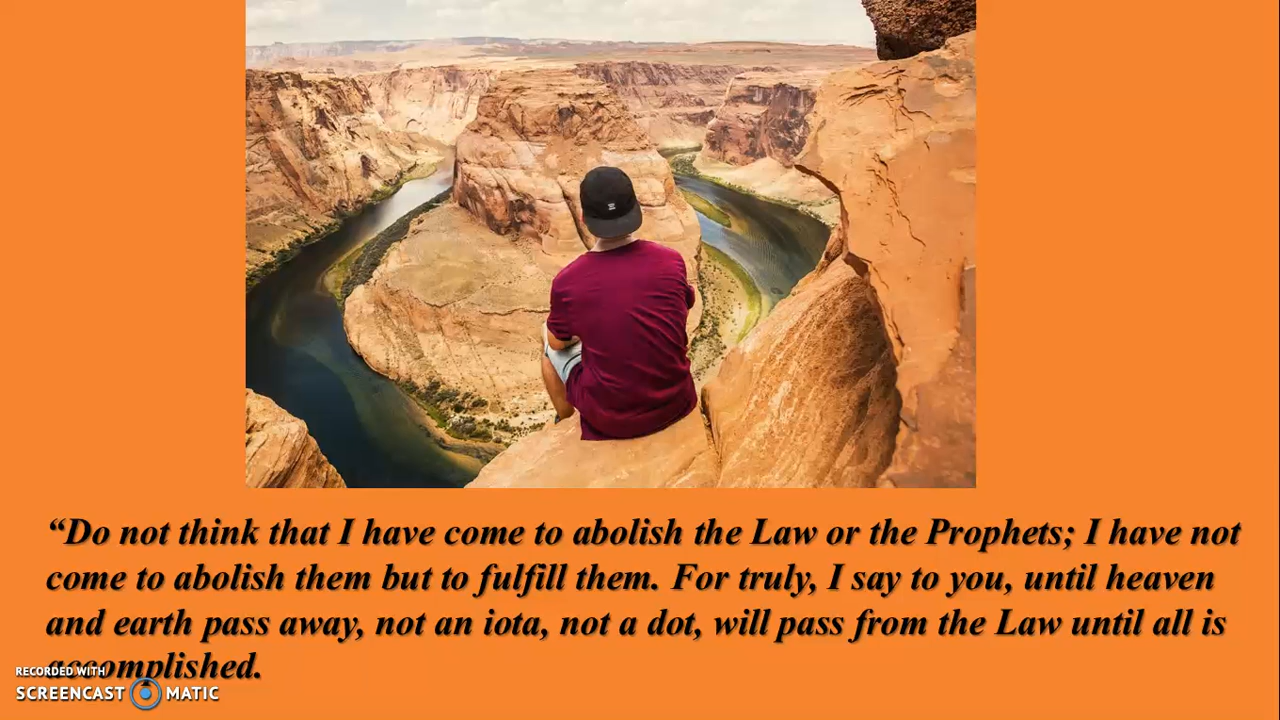 “Do not think that I have come to abolish the Law or the Prophets; I have not
come to abolish them but to fulfill them. For truly, I say to you, until heaven
and earth pass away, not an iota, not a dot, will pass from the Law until all is
accomplished.
RECORDED WITH
SCREENCAST MATIC